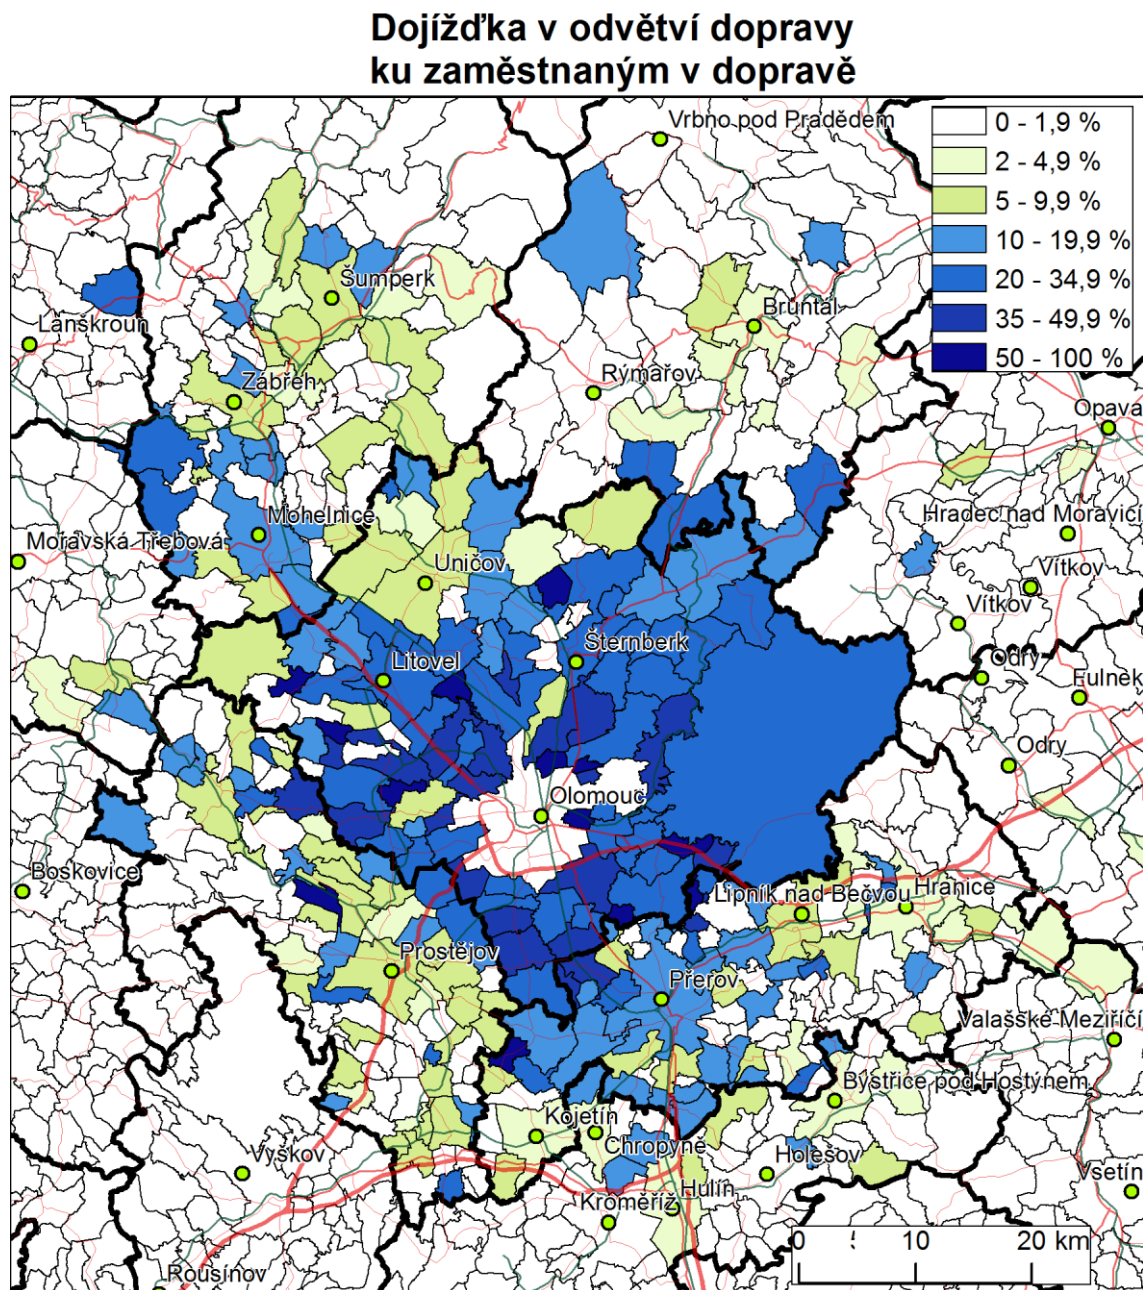 Dojížďka v odvětví dopravy
ku zaměstnaným v dopravě
Vrbno pod Pradědem
0 - 1,9 %
2 - 4,9 %
5 - 9,9 %
10 - 19,9 %
20 - 34,9 %
35 - 49,9 %
50 - 100 %
Šumperk
Bruntál
Lanškroun
Rýmařov
Zábřeh
Opava
Mohelnice
Hradec nad Moravicí
Moravská Třebová
Uničov
Vítkov
Vítkov
Šternberk
Litovel
Odry
Fulnek
Odry
Olomouc
Boskovice
Lipník nad Bečvou
Hranice
Prostějov
Přerov
Valašské Meziříčí
Bystřice pod Hostýnem
Kojetín
Chropyně
Vyškov
Holešov
Vsetín
Hulín
Kroměříž
0 10 20 km
Rousínov